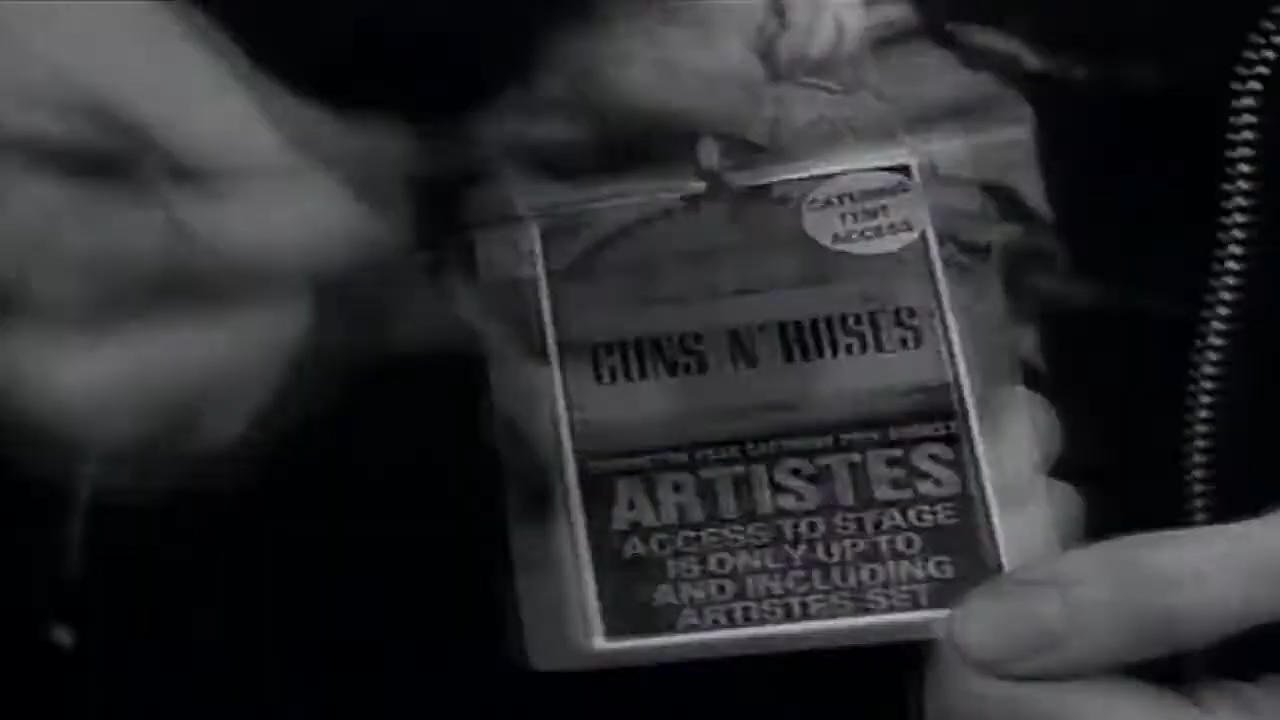 CATERING
TENT
ACCESS
GUNS N' ROSES
ARTISTES
ACCESS TO STAGE
IS ONLY UP TO
AND INCLUDING
ARTISTES SET